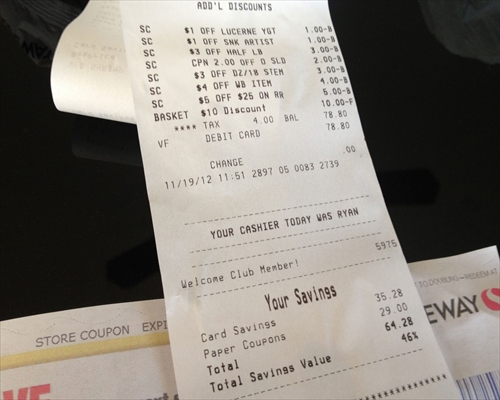 ADD'L DISCOUNTS
SC $1 OFF LUCERNE YGT 1.00-B
SC $1 OFF SNK ARTIST 1.00-B
SC $3 OFF HALF LB 3.00-B
SC CPN 2.00 OFF O SLD 2.00-B
SC $3 OFF DZ/18 STEM 3.00-B
SC $4 OFF WB ITEM 4.00-B
SC $5 OFF $25 ON RR 5.00-B
BASKET $10 Discount 10.00-F
**** TAX 4.00 BAL 78.80
VF DEBIT CARD 78.80
CHANGE .00
11/19/12 11:51 2897 05 0083 2739
YOUR CASHIER TODAY WAS RYAN
5975
Welcome Club Member!
Your Savings
Card Savings 35.28
Paper Coupons 29.00
Total 64.28
Total Savings Value 46%
STORE COUPON EXPI
TO DOUBLING—REDEEM AT
EWAY